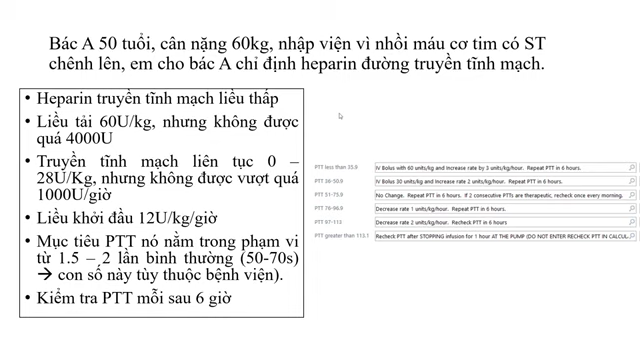 Bác A 50 tuổi, cân nặng 60kg, nhập viện vì nhồi máu cơ tim có ST
chênh lên, em cho bác A chỉ định heparin đường truyền tĩnh mạch.
• Heparin truyền tĩnh mạch liều thấp
• Liều tải 60U/kg, nhưng không được
quá 4000U
• Truyền tĩnh mạch liên tục 0 –
28U/Kg, nhưng không được vượt quá
1000U/giờ
• Liều khởi đầu 12U/kg/giờ
• Mục tiêu PTT nó nằm trong phạm vi
từ 1.5 – 2 lần bình thường (50-70s)
→ con số này tùy thuộc bệnh viện).
• Kiểm tra PTT mỗi sau 6 giờ
PTT less than 35.9 IV Bolus with 60 units/kg and Increase rate by 3 units/kg/hour. Repeat PTT in 6 hours.
PTT 36-50.9 IV Bolus 30 units/kg and Increase rate 2 units/kg/hour. Repeat PTT in 6 hours.
PTT 51-75.9 No Change. Repeat PTT in 6 hours. If 2 consecutive PTTs are therapeutic, recheck once every morning.
PTT 76-96.9 Decrease rate 1 units/kg/hour. Repeat PTT in 6 hours.
PTT 97-113 Decrease rate 2 units/kg/hour. Recheck PTT in 6 hours
PTT greater than 113.1 Recheck PTT after STOPPING infusion for 1 hour AT THE PUMP (DO NOT ENTER RECHECK PTT IN CALCUL...